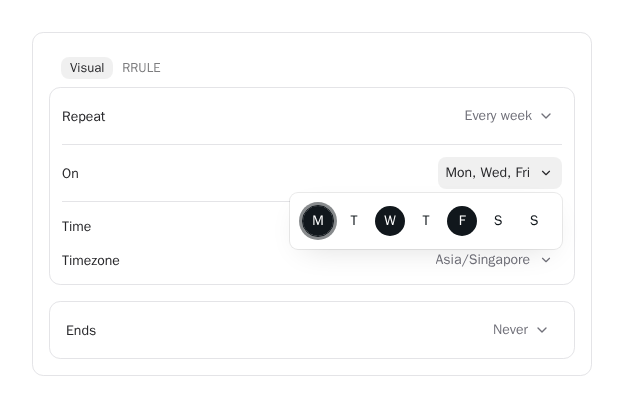 Visual RRULE
Repeat Every week
On Mon, Wed, Fri
M T W T F S S
Time
Timezone Asia/Singapore
Ends Never